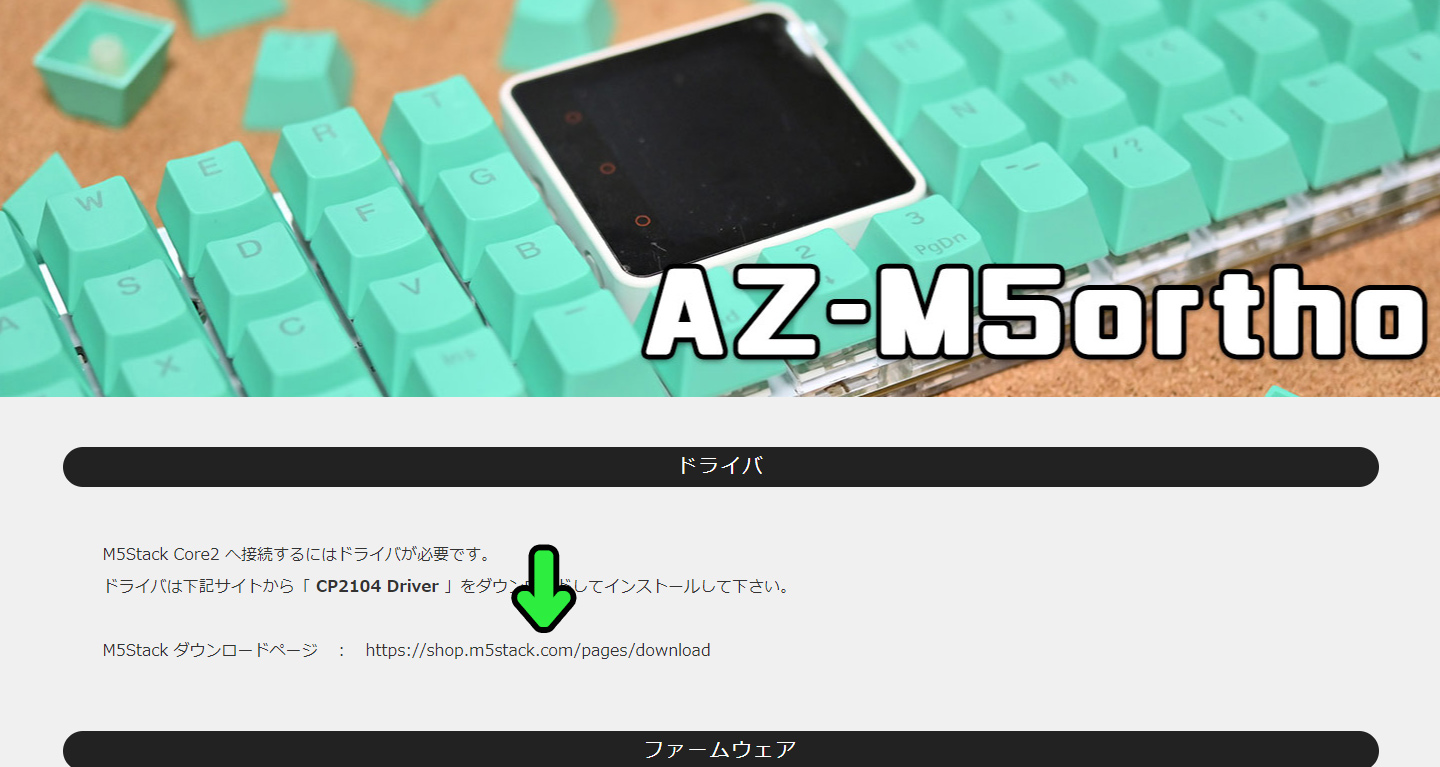 T
R
E
W
G
F
D
S
A
B
V
C
X
N
M
3
PgDn
2
AZ-M5ortho
ドライバ
M5Stack Core2 へ接続するにはドライバが必要です。
ドライバは下記サイトから「 CP2104 Driver 」をダウンロードしてインストールして下さい。
M5Stack ダウンロードページ ： https://shop.m5stack.com/pages/download
ファームウェア